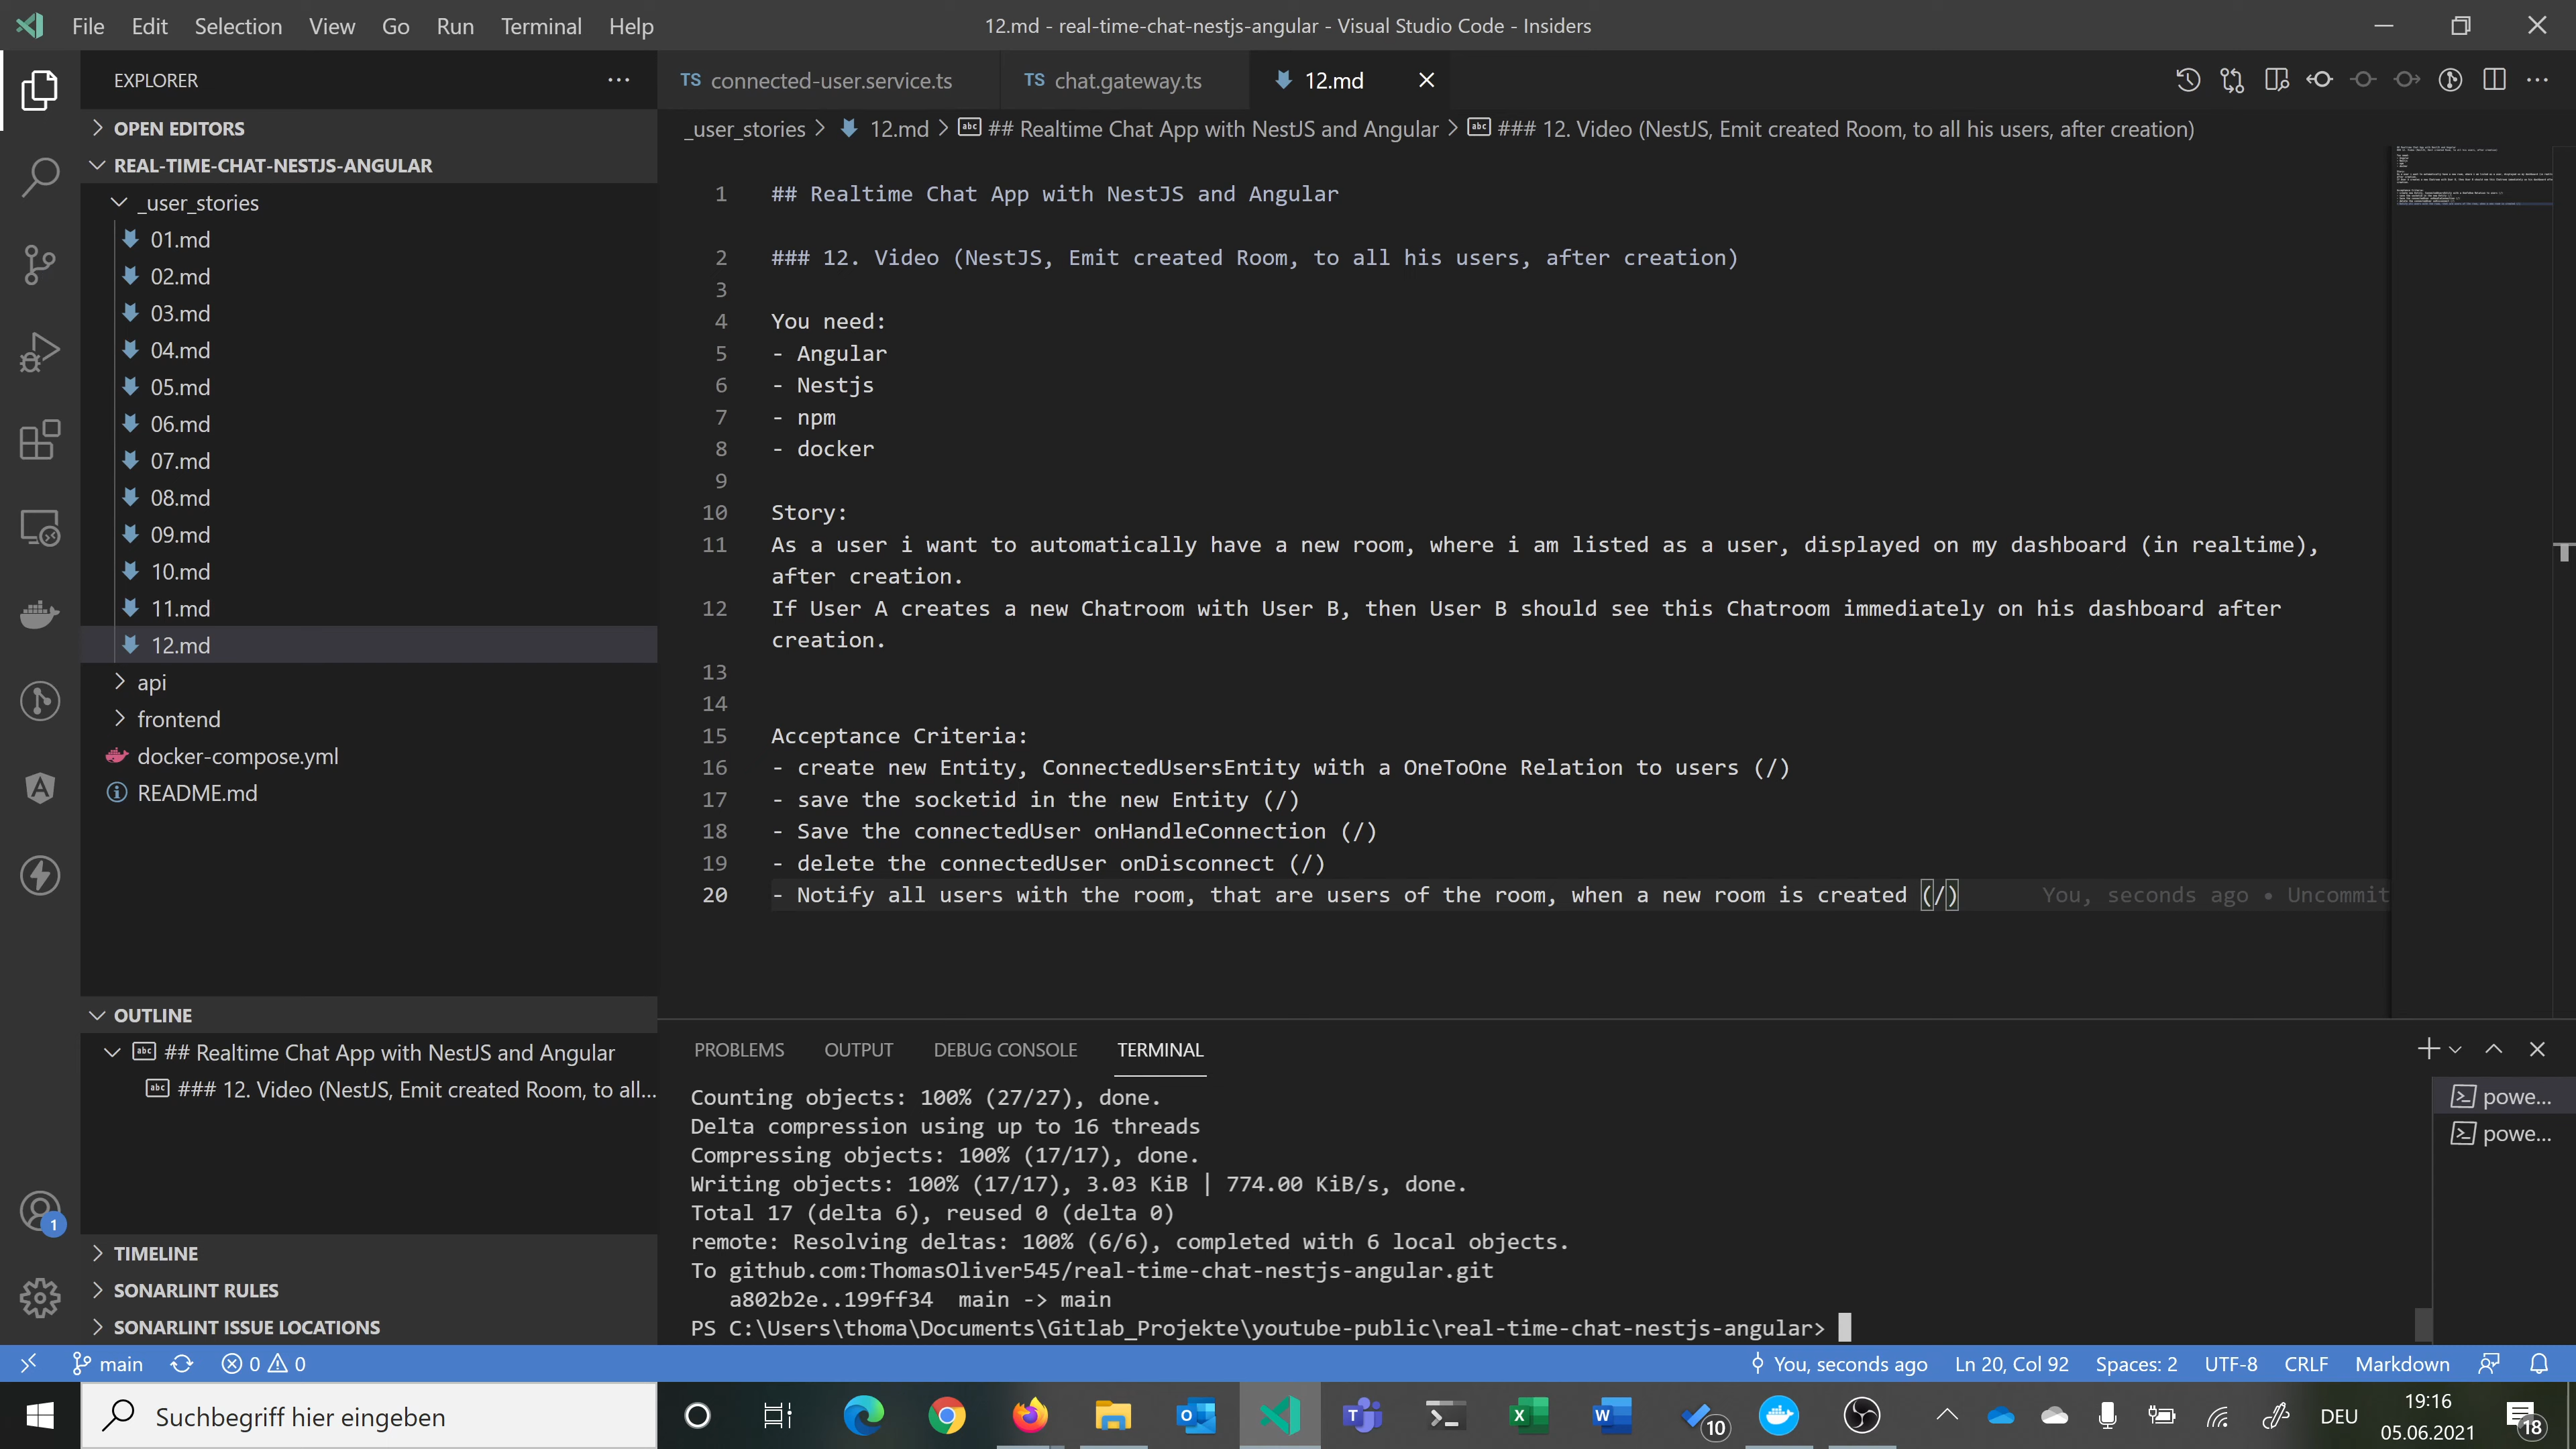 File Edit Selection View Go Run Terminal Help
12.md - real-time-chat-nestjs-angular - Visual Studio Code - Insiders
EXPLORER
OPEN EDITORS
REAL-TIME-CHAT-NESTJS-ANGULAR
_user_stories
01.md
02.md
03.md
04.md
05.md
06.md
07.md
08.md
09.md
10.md
11.md
12.md
api
frontend
docker-compose.yml
README.md
OUTLINE
## Realtime Chat App with NestJS and Angular
### 12. Video (NestJS, Emit created Room, to all...
TIMELINE
SONARLINT RULES
SONARLINT ISSUE LOCATIONS
TS connected-user.service.ts
TS chat.gateway.ts
12.md
_user_stories > 12.md > ## Realtime Chat App with NestJS and Angular > ### 12. Video (NestJS, Emit created Room, to all his users, after creation)
1 ## Realtime Chat App with NestJS and Angular
2 ### 12. Video (NestJS, Emit created Room, to all his users, after creation)
3
4 You need:
5 - Angular
6 - Nestjs
7 - npm
8 - docker
9
10 Story:
11 As a user i want to automatically have a new room, where i am listed as a user, displayed on my dashboard (in realtime),
after creation.
12 If User A creates a new Chatroom with User B, then User B should see this Chatroom immediately on his dashboard after
creation.
13
14
15 Acceptance Criteria:
16 - create new Entity, ConnectedUsersEntity with a OneToOne Relation to users (/)
17 - save the socketid in the new Entity (/)
18 - Save the connectedUser onHandleConnection (/)
19 - delete the connectedUser onDisconnect (/)
20 - Notify all users with the room, that are users of the room, when a new room is created (/) You, seconds ago • Uncommit
PROBLEMS OUTPUT DEBUG CONSOLE TERMINAL
Counting objects: 100% (27/27), done.
Delta compression using up to 16 threads
Compressing objects: 100% (17/17), done.
Writing objects: 100% (17/17), 3.03 KiB | 774.00 KiB/s, done.
Total 17 (delta 6), reused 0 (delta 0)
remote: Resolving deltas: 100% (6/6), completed with 6 local objects.
To github.com:ThomasOliver545/real-time-chat-nestjs-angular.git
a802b2e..199ff34 main -> main
PS C:\Users\thoma\Documents\Gitlab_Projekte\youtube-public\real-time-chat-nestjs-angular>
powe...
powe...
1
main 0 0 You, seconds ago Ln 20, Col 92 Spaces: 2 UTF-8 CRLF Markdown
Suchbegriff hier eingeben
10
DEU
19:16
05.06.2021
18